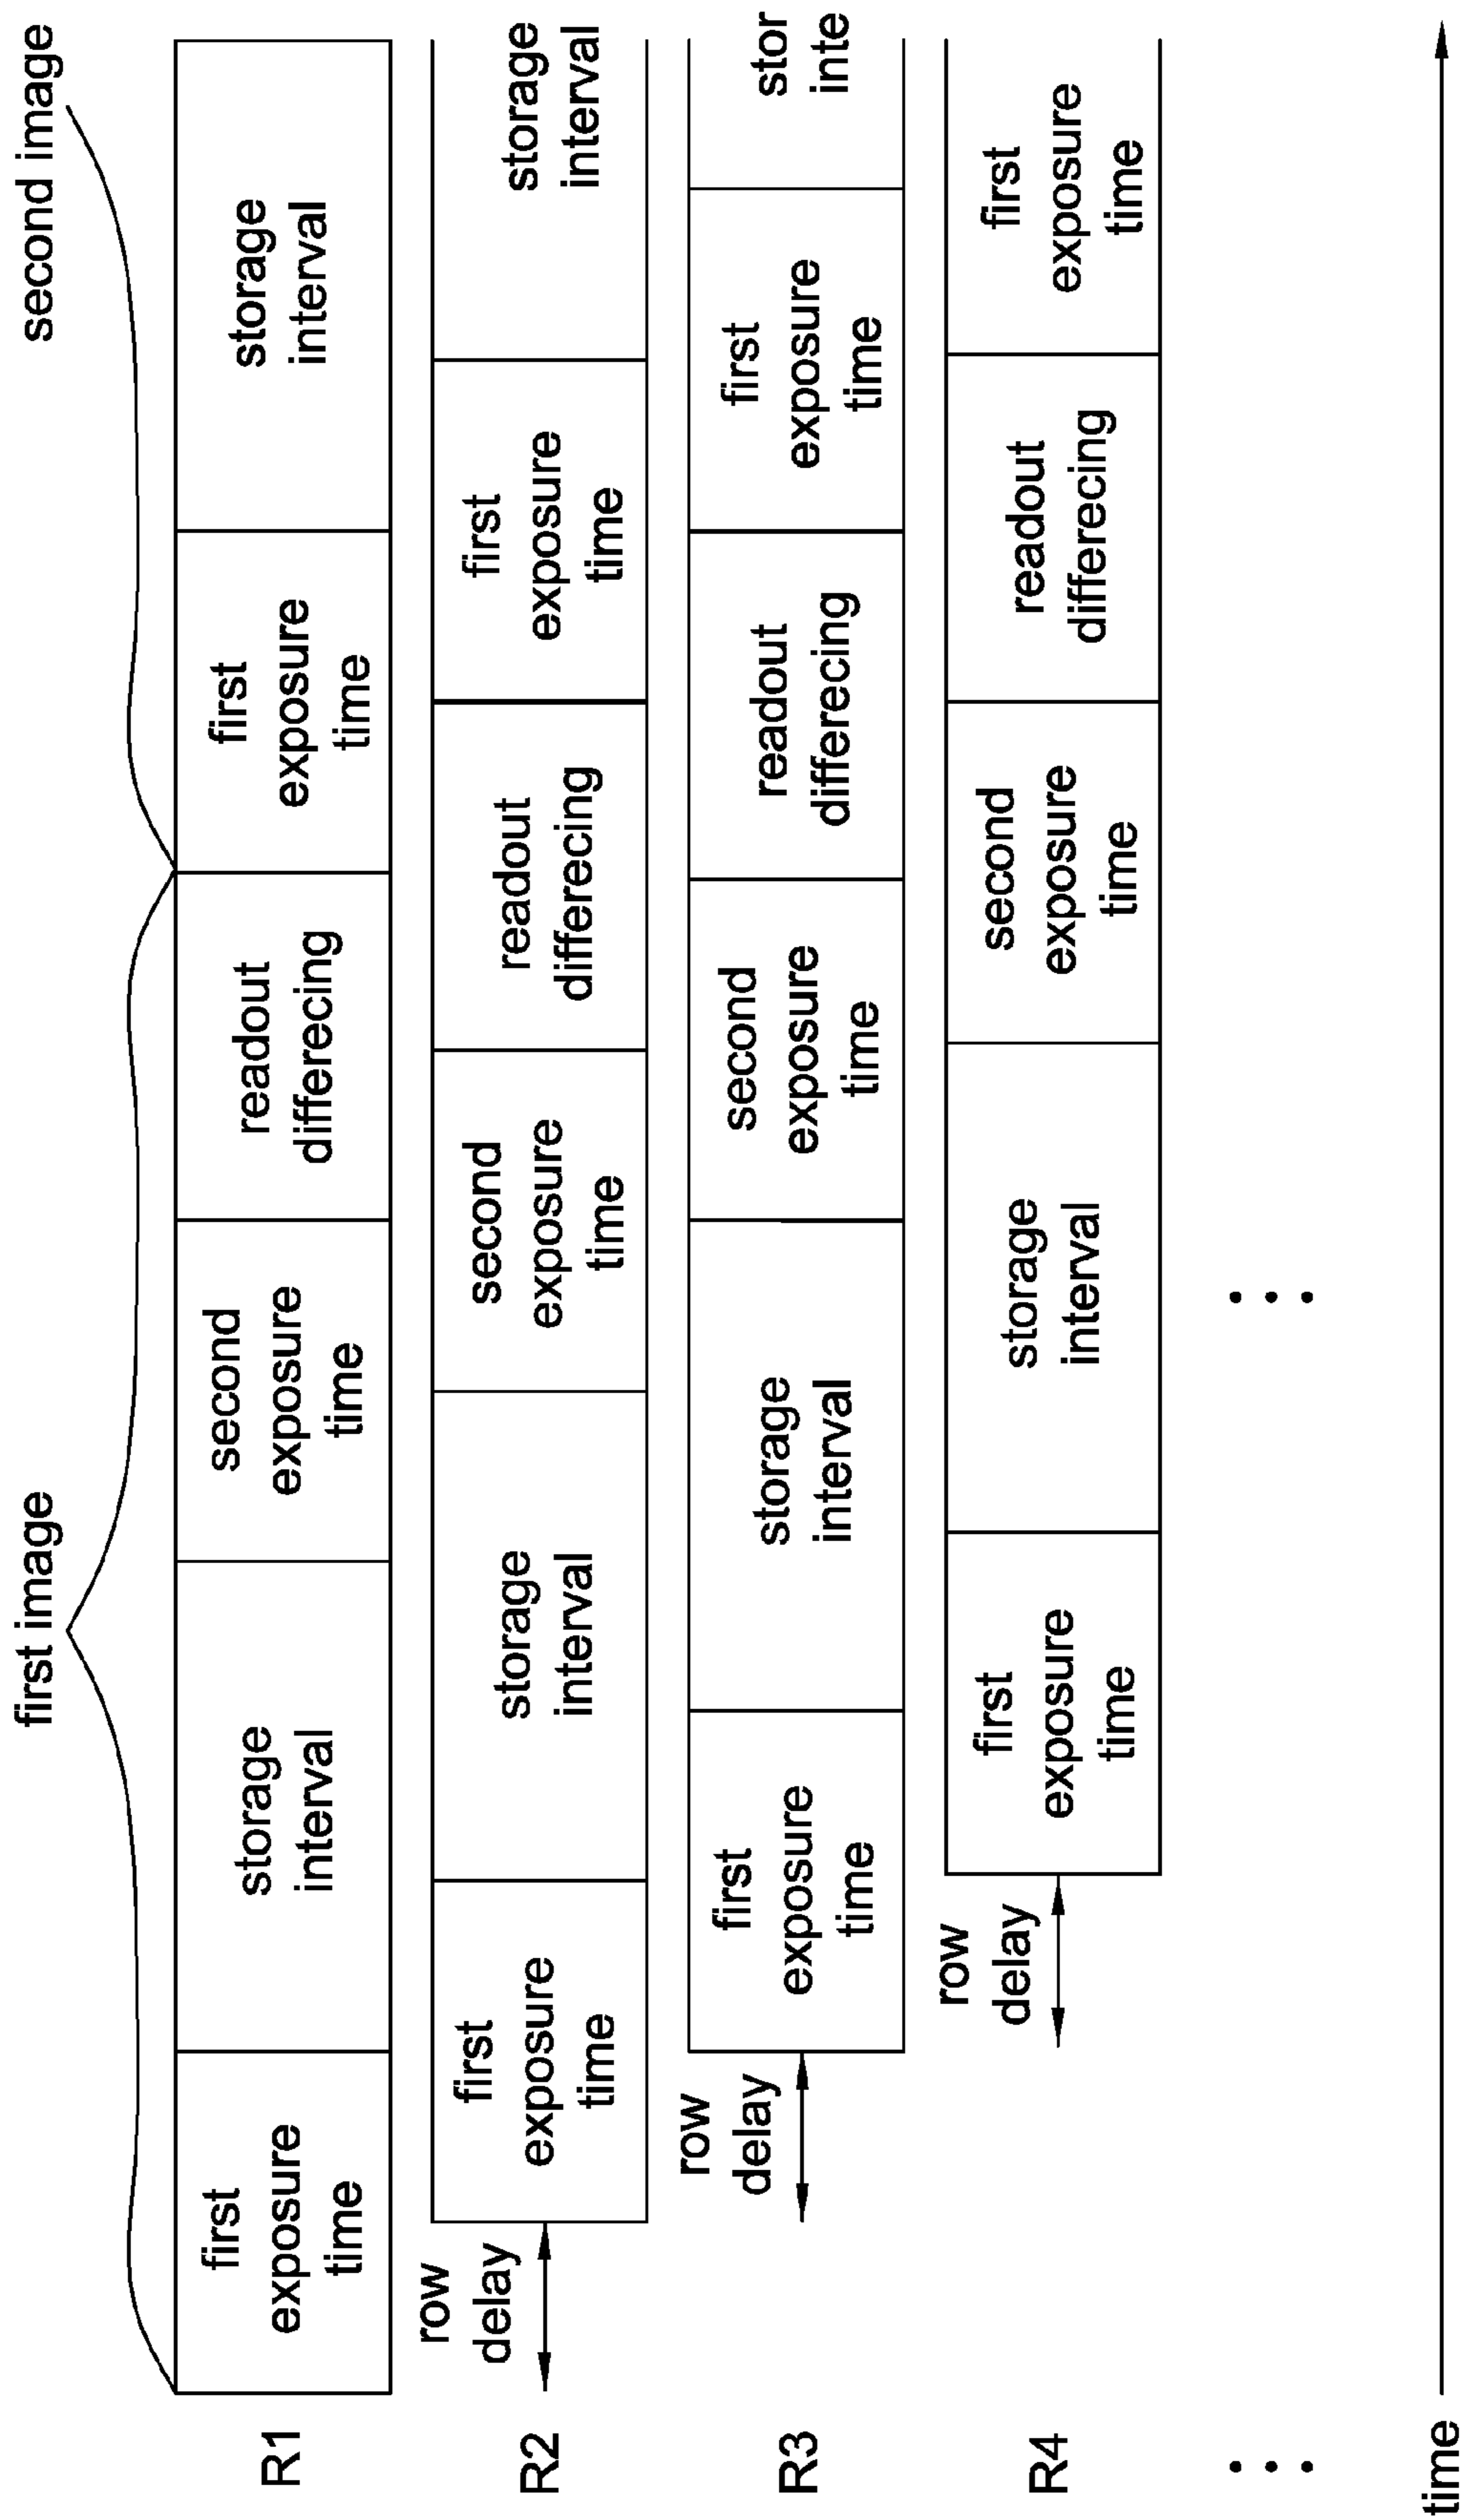 first image
second image
R1
first
exposure
time
storage
interval
second
exposure
time
readout
differecing
first
exposure
time
storage
interval
R2
row
delay
first
exposure
time
storage
interval
second
exposure
time
readout
differecing
first
exposure
time
storage
interval
R3
row
delay
first
exposure
time
storage
interval
second
exposure
time
readout
differecing
first
exposure
time
stor
inte
R4
row
delay
first
exposure
time
storage
interval
second
exposure
time
readout
differecing
first
exposure
time
time